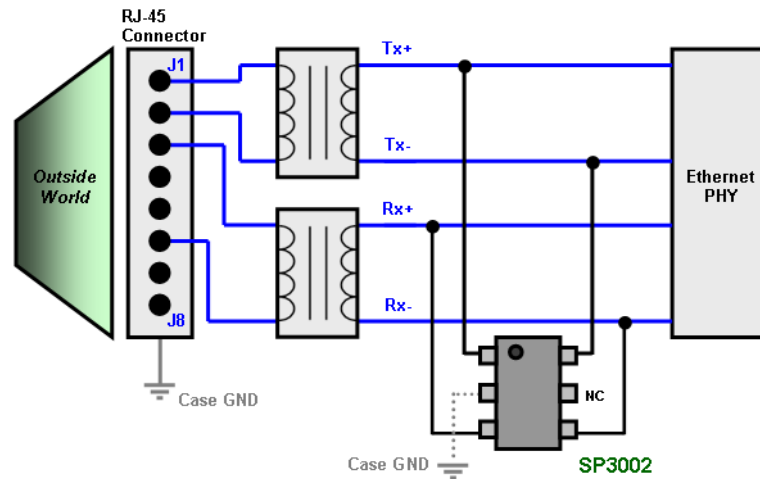 RJ-45
Connector
J1
Tx+
Tx-
Outside
World
Ethernet
PHY
Rx+
Rx-
J8
Case GND
NC
Case GND
SP3002